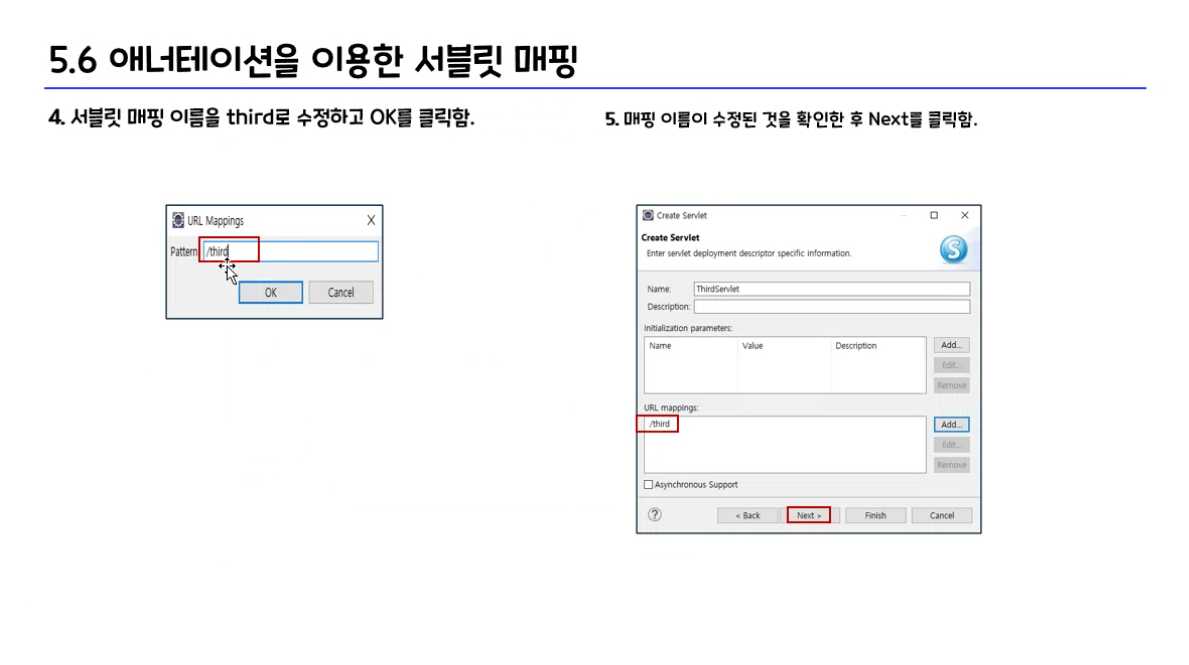 5.6 애너테이션을 이용한 서블릿 매핑
4. 서블릿 매핑 이름을 third로 수정하고 OK를 클릭함.
URL Mappings
X
Pattern:
/third
OK
Cancel
5. 매핑 이름이 수정된 것을 확인한 후 Next를 클릭함.
Create Servlet
Create Servlet
Enter servlet deployment descriptor specific information.
S
Name: ThirdServlet
Description:
Initialization parameters:
Name Value Description
Add...
Edit...
Remove
URL mappings:
/third
Add...
Edit...
Remove
Asynchronous Support
? < Back Next > Finish Cancel